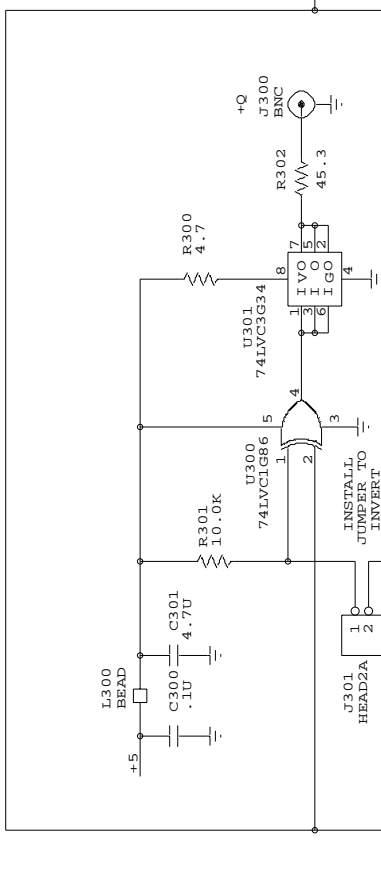 +Q
J300
BNC
R302
45.3
R300
4.7
8
7
5
2
I VO
I O
I GO
1
3
6
4
U301
74LVC3G34
4
5
3
U300
74LVC1G86
1
2
R301
10.0K
INSTALL
JUMPER TO
INVERT
1
2
J301
HEAD2A
C301
4.7U
L300
BEAD
C300
.1U
+5